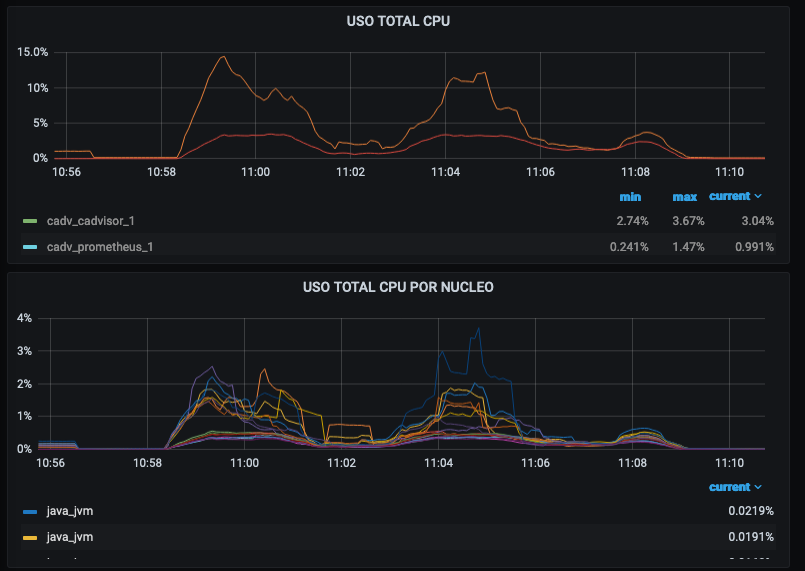 USO TOTAL CPU
15.0%
10%
5%
0%
10:56 10:58 11:00 11:02 11:04 11:06 11:08 11:10
min max current
cadv_cadvisor_1 2.74% 3.67% 3.04%
cadv_prometheus_1 0.241% 1.47% 0.991%
USO TOTAL CPU POR NUCLEO
4%
3%
2%
1%
0%
10:56 10:58 11:00 11:02 11:04 11:06 11:08 11:10
current
java_jvm 0.0219%
java_jvm 0.0191%